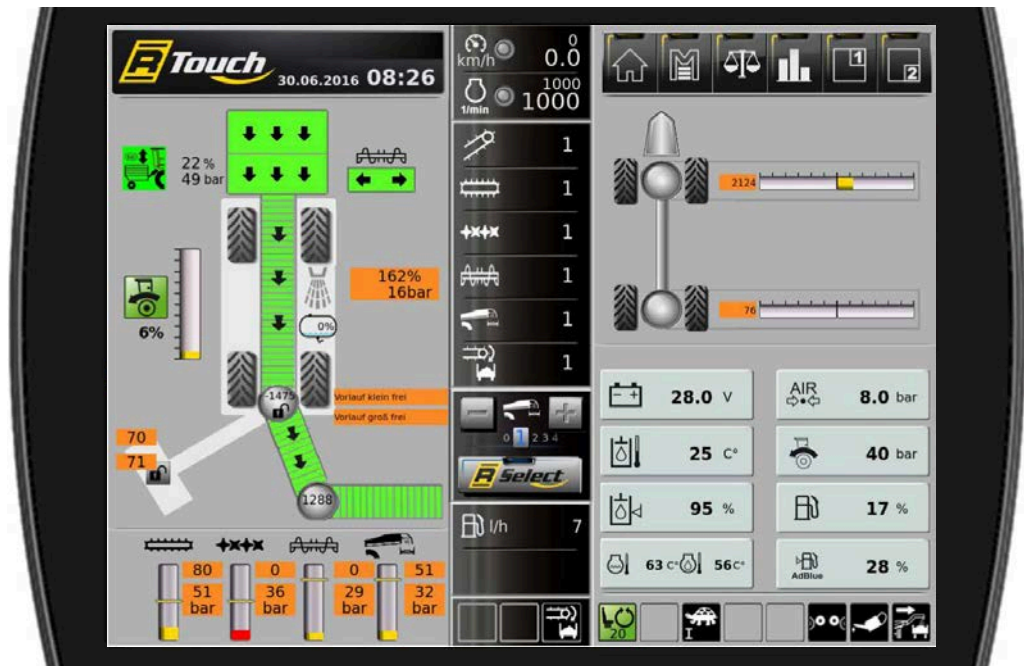 R Touch
30.06.2016 08:26
22 %
49 bar
162%
16bar
6%
0%
-1475
Vorlauf klein frei
Vorlauf groß frei
70
71
1288
80
0
0
51
51 bar
36 bar
29 bar
32 bar
km/h
0
0.0
1/min
1000
1000
1
1
1
1
1
1
0 1 2 3 4
R Select
l/h 7
1
2
2124
76
28.0 V
AIR
8.0 bar
25 C°
40 bar
95 %
17 %
63 C°
56 C°
AdBlue
28 %
20
I